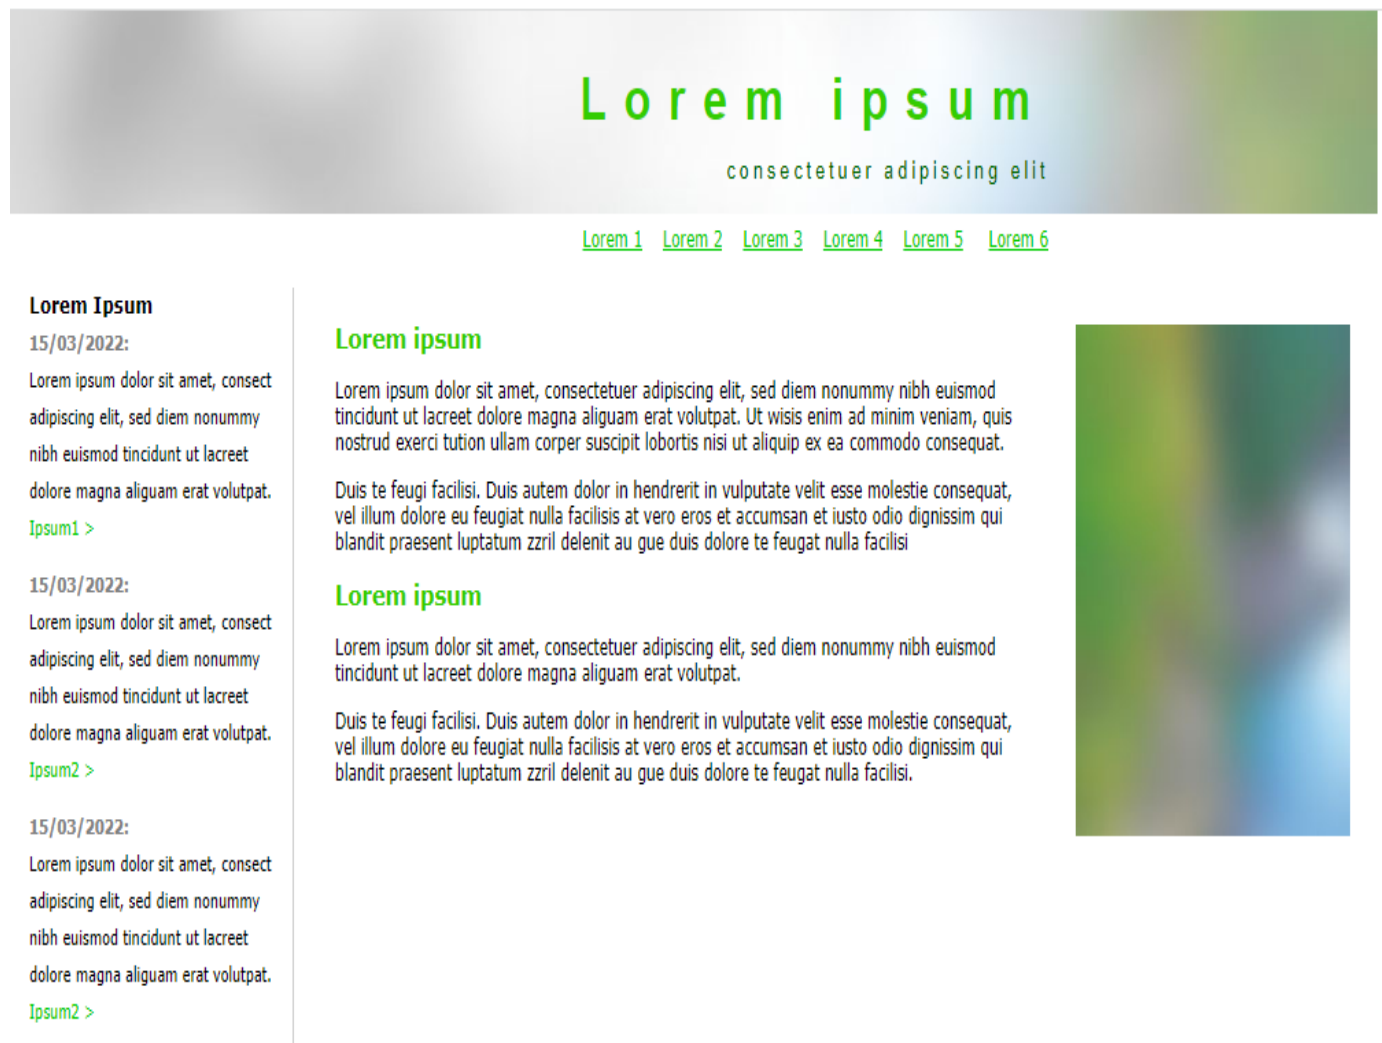 Lorem ipsum
consectetuer adipiscing elit
Lorem 1 Lorem 2 Lorem 3 Lorem 4 Lorem 5 Lorem 6
Lorem Ipsum
15/03/2022:
Lorem ipsum dolor sit amet, consect
adipiscing elit, sed diem nonummy
nibh euismod tincidunt ut lacreet
dolore magna aliguam erat volutpat.
Ipsum1 >
15/03/2022:
Lorem ipsum dolor sit amet, consect
adipiscing elit, sed diem nonummy
nibh euismod tincidunt ut lacreet
dolore magna aliguam erat volutpat.
Ipsum2 >
15/03/2022:
Lorem ipsum dolor sit amet, consect
adipiscing elit, sed diem nonummy
nibh euismod tincidunt ut lacreet
dolore magna aliguam erat volutpat.
Ipsum2 >
Lorem ipsum
Lorem ipsum dolor sit amet, consectetuer adipiscing elit, sed diem nonummy nibh euismod
tincidunt ut lacreet dolore magna aliguam erat volutpat. Ut wisis enim ad minim veniam, quis
nostrud exerci tution ullam corper suscipit lobortis nisi ut aliquip ex ea commodo consequat.
Duis te feugi facilisi. Duis autem dolor in hendrerit in vulputate velit esse molestie consequat,
vel illum dolore eu feugiat nulla facilisis at vero eros et accumsan et iusto odio dignissim qui
blandit praesent luptatum zzril delenit au gue duis dolore te feugat nulla facilisi
Lorem ipsum
Lorem ipsum dolor sit amet, consectetuer adipiscing elit, sed diem nonummy nibh euismod
tincidunt ut lacreet dolore magna aliguam erat volutpat.
Duis te feugi facilisi. Duis autem dolor in hendrerit in vulputate velit esse molestie consequat,
vel illum dolore eu feugiat nulla facilisis at vero eros et accumsan et iusto odio dignissim qui
blandit praesent luptatum zzril delenit au gue duis dolore te feugat nulla facilisi.